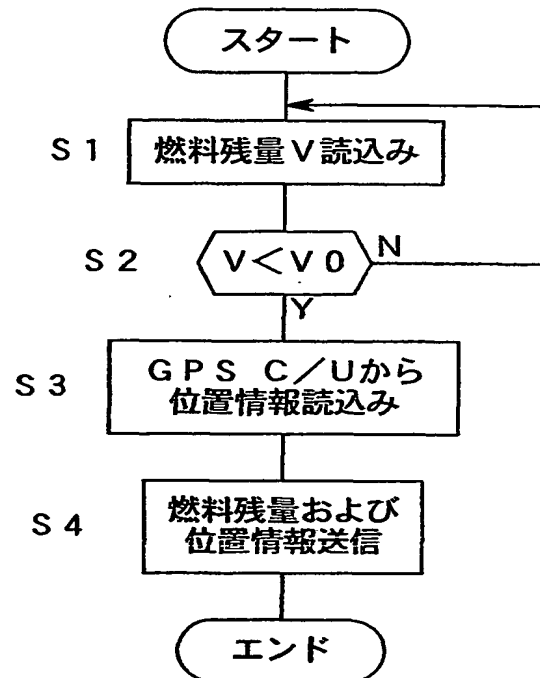 スタート
S1 燃料残量V読込み
S2 V<V0 N
Y
S3 GPS C/Uから
位置情報読込み
S4 燃料残量および
位置情報送信
エンド